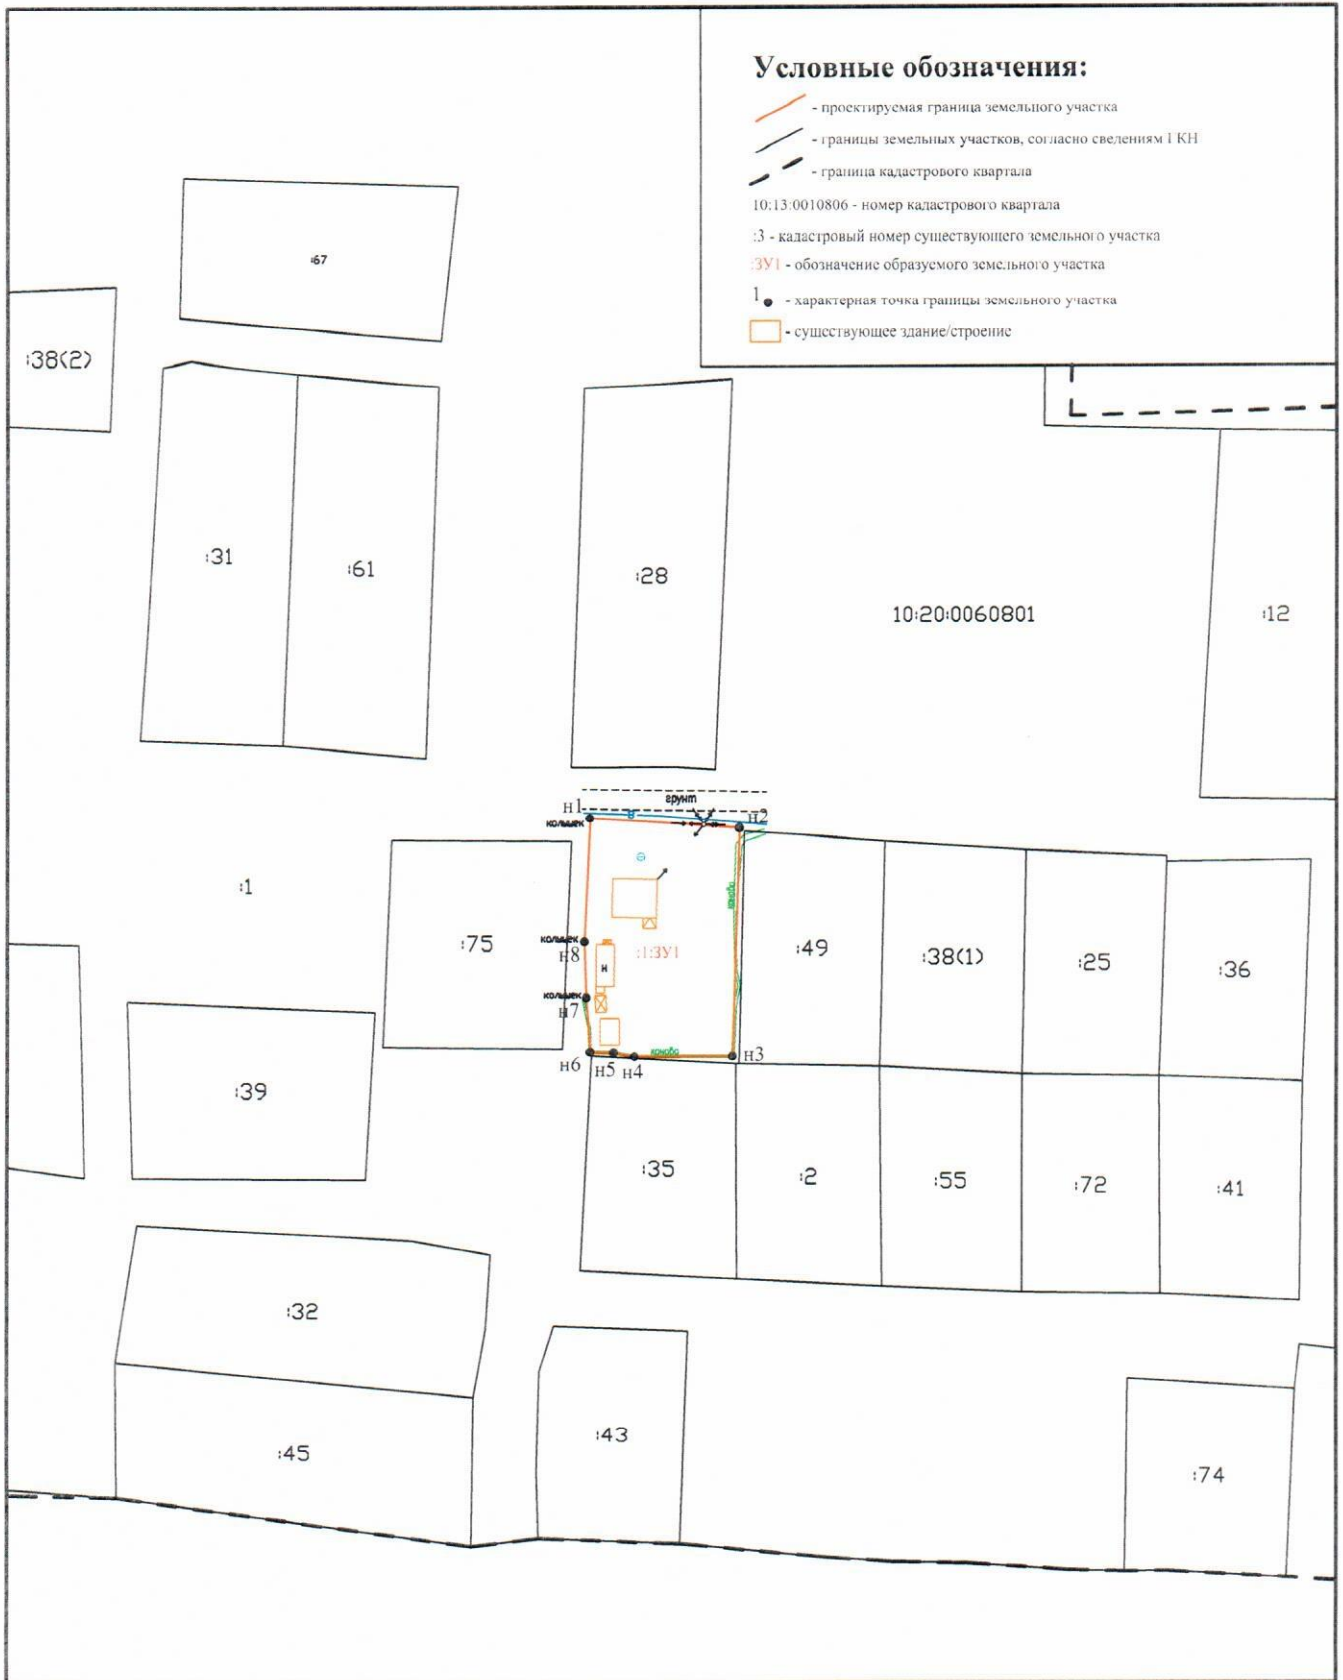 Условные обозначения:
- проектируемая граница земельного участка
- границы земельных участков, согласно сведениям ГКН
- граница кадастрового квартала
10:13:0010806 - номер кадастрового квартала
:3 - кадастровый номер существующего земельного участка
:ЗУ1 - обозначение образуемого земельного участка
1 - характерная точка границы земельного участка
- существующее здание/строение
:67
:38(2)
:31
:61
:28
10:20:0060801
:12
грунт
н1
В
н2
колышек
:1
:75
канава
колышек
н8
:1:ЗУ1
н
:49
:38(1)
:25
:36
колышек
н7
н6
н5
н4
канава
н3
:39
:35
:2
:55
:72
:41
:32
:45
:43
:74